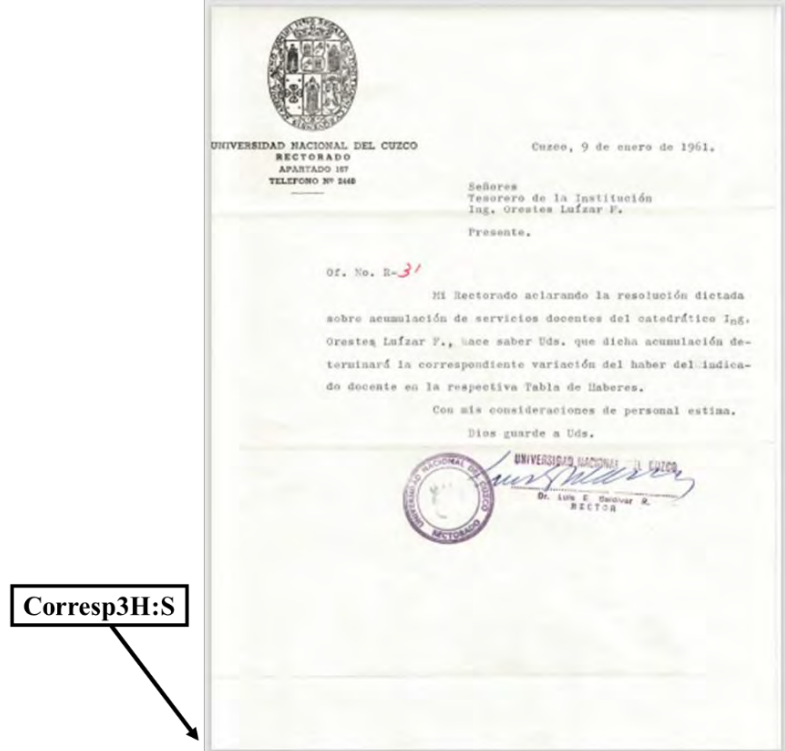 UNIVERSIDAD NACIONAL DEL CUZCO
RECTORADO
APARTADO 167
TELEFONO Nº 2448
Cuzco, 9 de enero de 1961.
Señores
Tesorero de la Institución
Ing. Orestes Luízar F.
Presente.
Of. No. R-31
Mi Rectorado aclarando la resolución dictada
sobre acumulación de servicios docentes del catedrático Ing.
Orestes Luízar F., hace saber Uds. que dicha acumulación de-
terminará la correspondiente variación del haber del indica-
do docente en la respectiva Tabla de Haberes.
Con mis consideraciones de personal estima.
Dios guarde a Uds.
UNIVERSIDAD NACIONAL DEL CUZCO
RECTORADO
UNIVERSIDAD NACIONAL CUZCO
Dr. Luis E. R.
RECTOR
Corresp3H:S